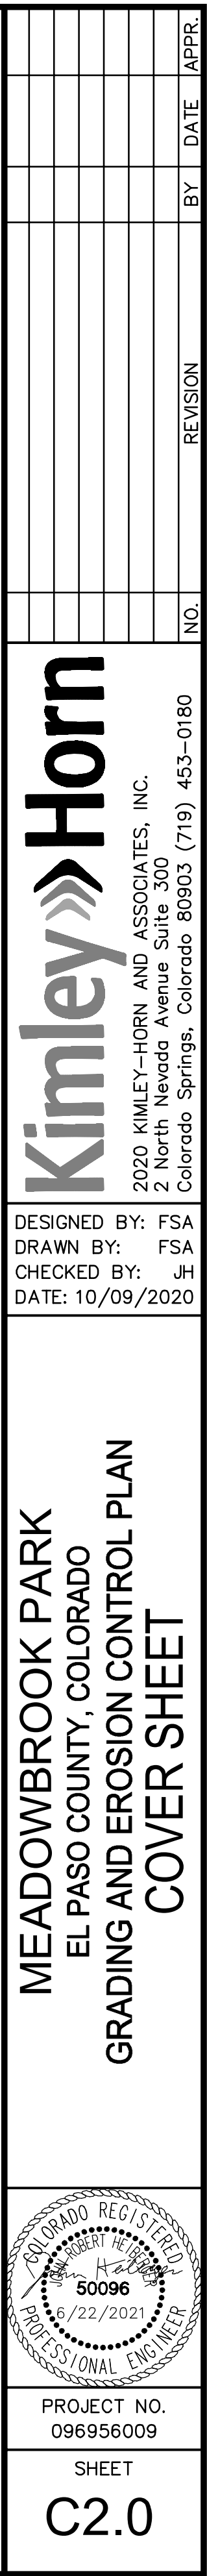 NO. REVISION BY DATE APPR.
Kimley»Horn
2020 KIMLEY-HORN AND ASSOCIATES, INC.
2 North Nevada Avenue Suite 300
Colorado Springs, Colorado 80903 (719) 453-0180
DESIGNED BY: FSA
DRAWN BY: FSA
CHECKED BY: JH
DATE: 10/09/2020
MEADOWBROOK PARK
EL PASO COUNTY, COLORADO
GRADING AND EROSION CONTROL PLAN
COVER SHEET
COLORADO REGISTERED
JOHN ROBERT HEIBERGER
50096
6/22/2021
PROFESSIONAL ENGINEER
PROJECT NO.
096956009
SHEET
C2.0